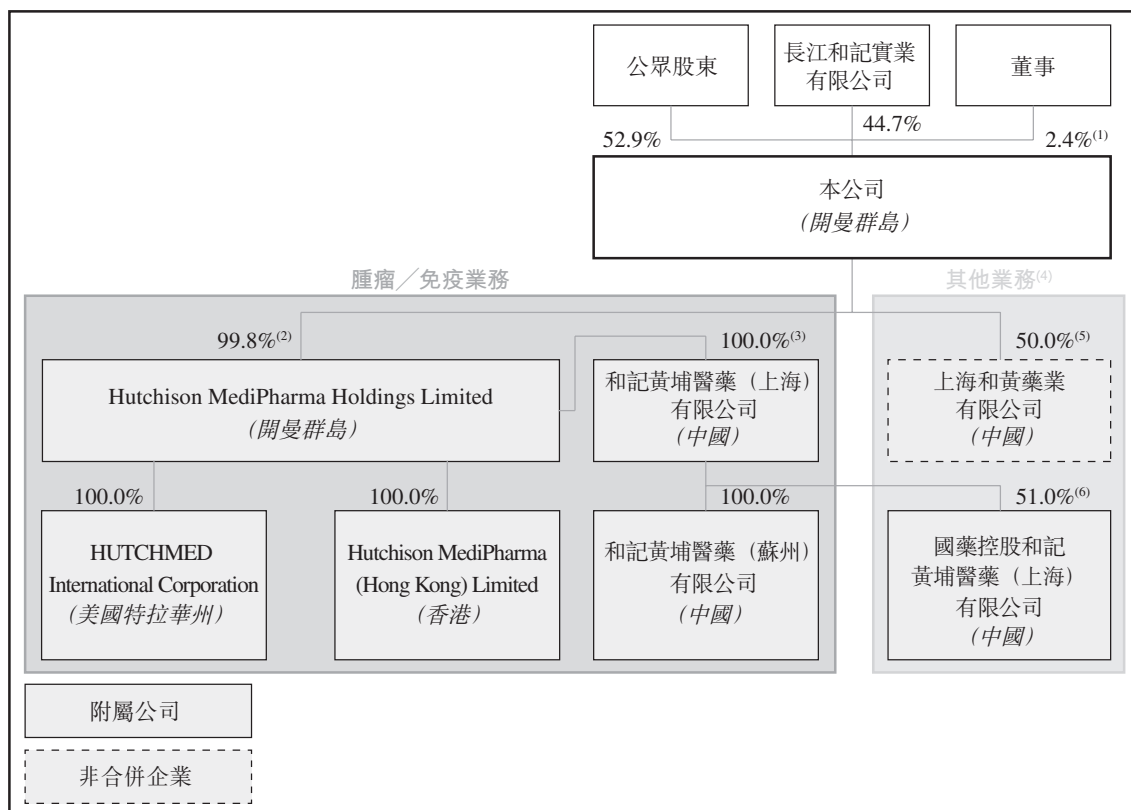 公眾股東
長江和記實業
有限公司
董事
52.9%
44.7%
2.4%(1)
本公司
(開曼群島)
腫瘤／免疫業務
其他業務(4)
99.8%(2)
100.0%(3)
50.0%(5)
Hutchison MediPharma Holdings Limited
(開曼群島)
和記黃埔醫藥（上海）
有限公司
(中國)
上海和黃藥業
有限公司
(中國)
100.0%
100.0%
100.0%
51.0%(6)
HUTCHMED
International Corporation
(美國特拉華州)
Hutchison MediPharma
(Hong Kong) Limited
(香港)
和記黃埔醫藥（蘇州）
有限公司
(中國)
國藥控股和記
黃埔醫藥（上海）
有限公司
(中國)
附屬公司
非合併企業